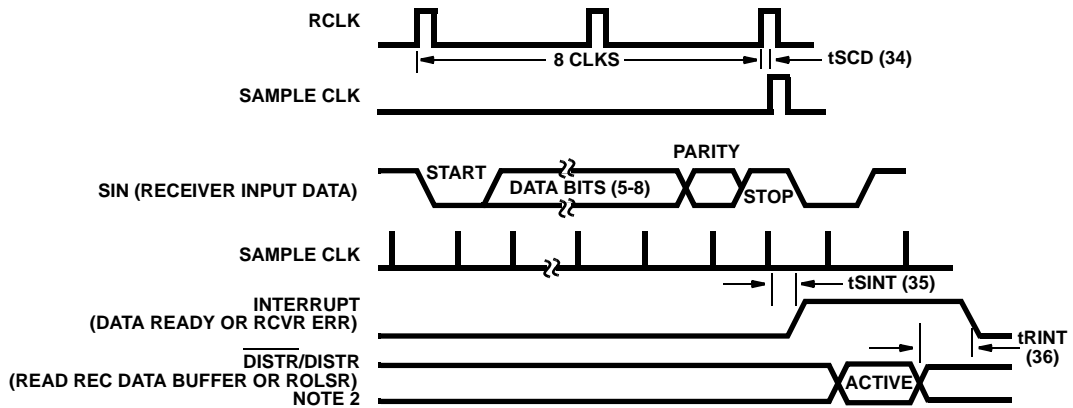 RCLK
8 CLKS
tSCD (34)
SAMPLE CLK
PARITY
START
SIN (RECEIVER INPUT DATA)
DATA BITS (5-8)
STOP
SAMPLE CLK
tSINT (35)
INTERRUPT
(DATA READY OR RCVR ERR)
tRINT
(36)
DISTR/DISTR
(READ REC DATA BUFFER OR ROLSR)
ACTIVE
NOTE 2